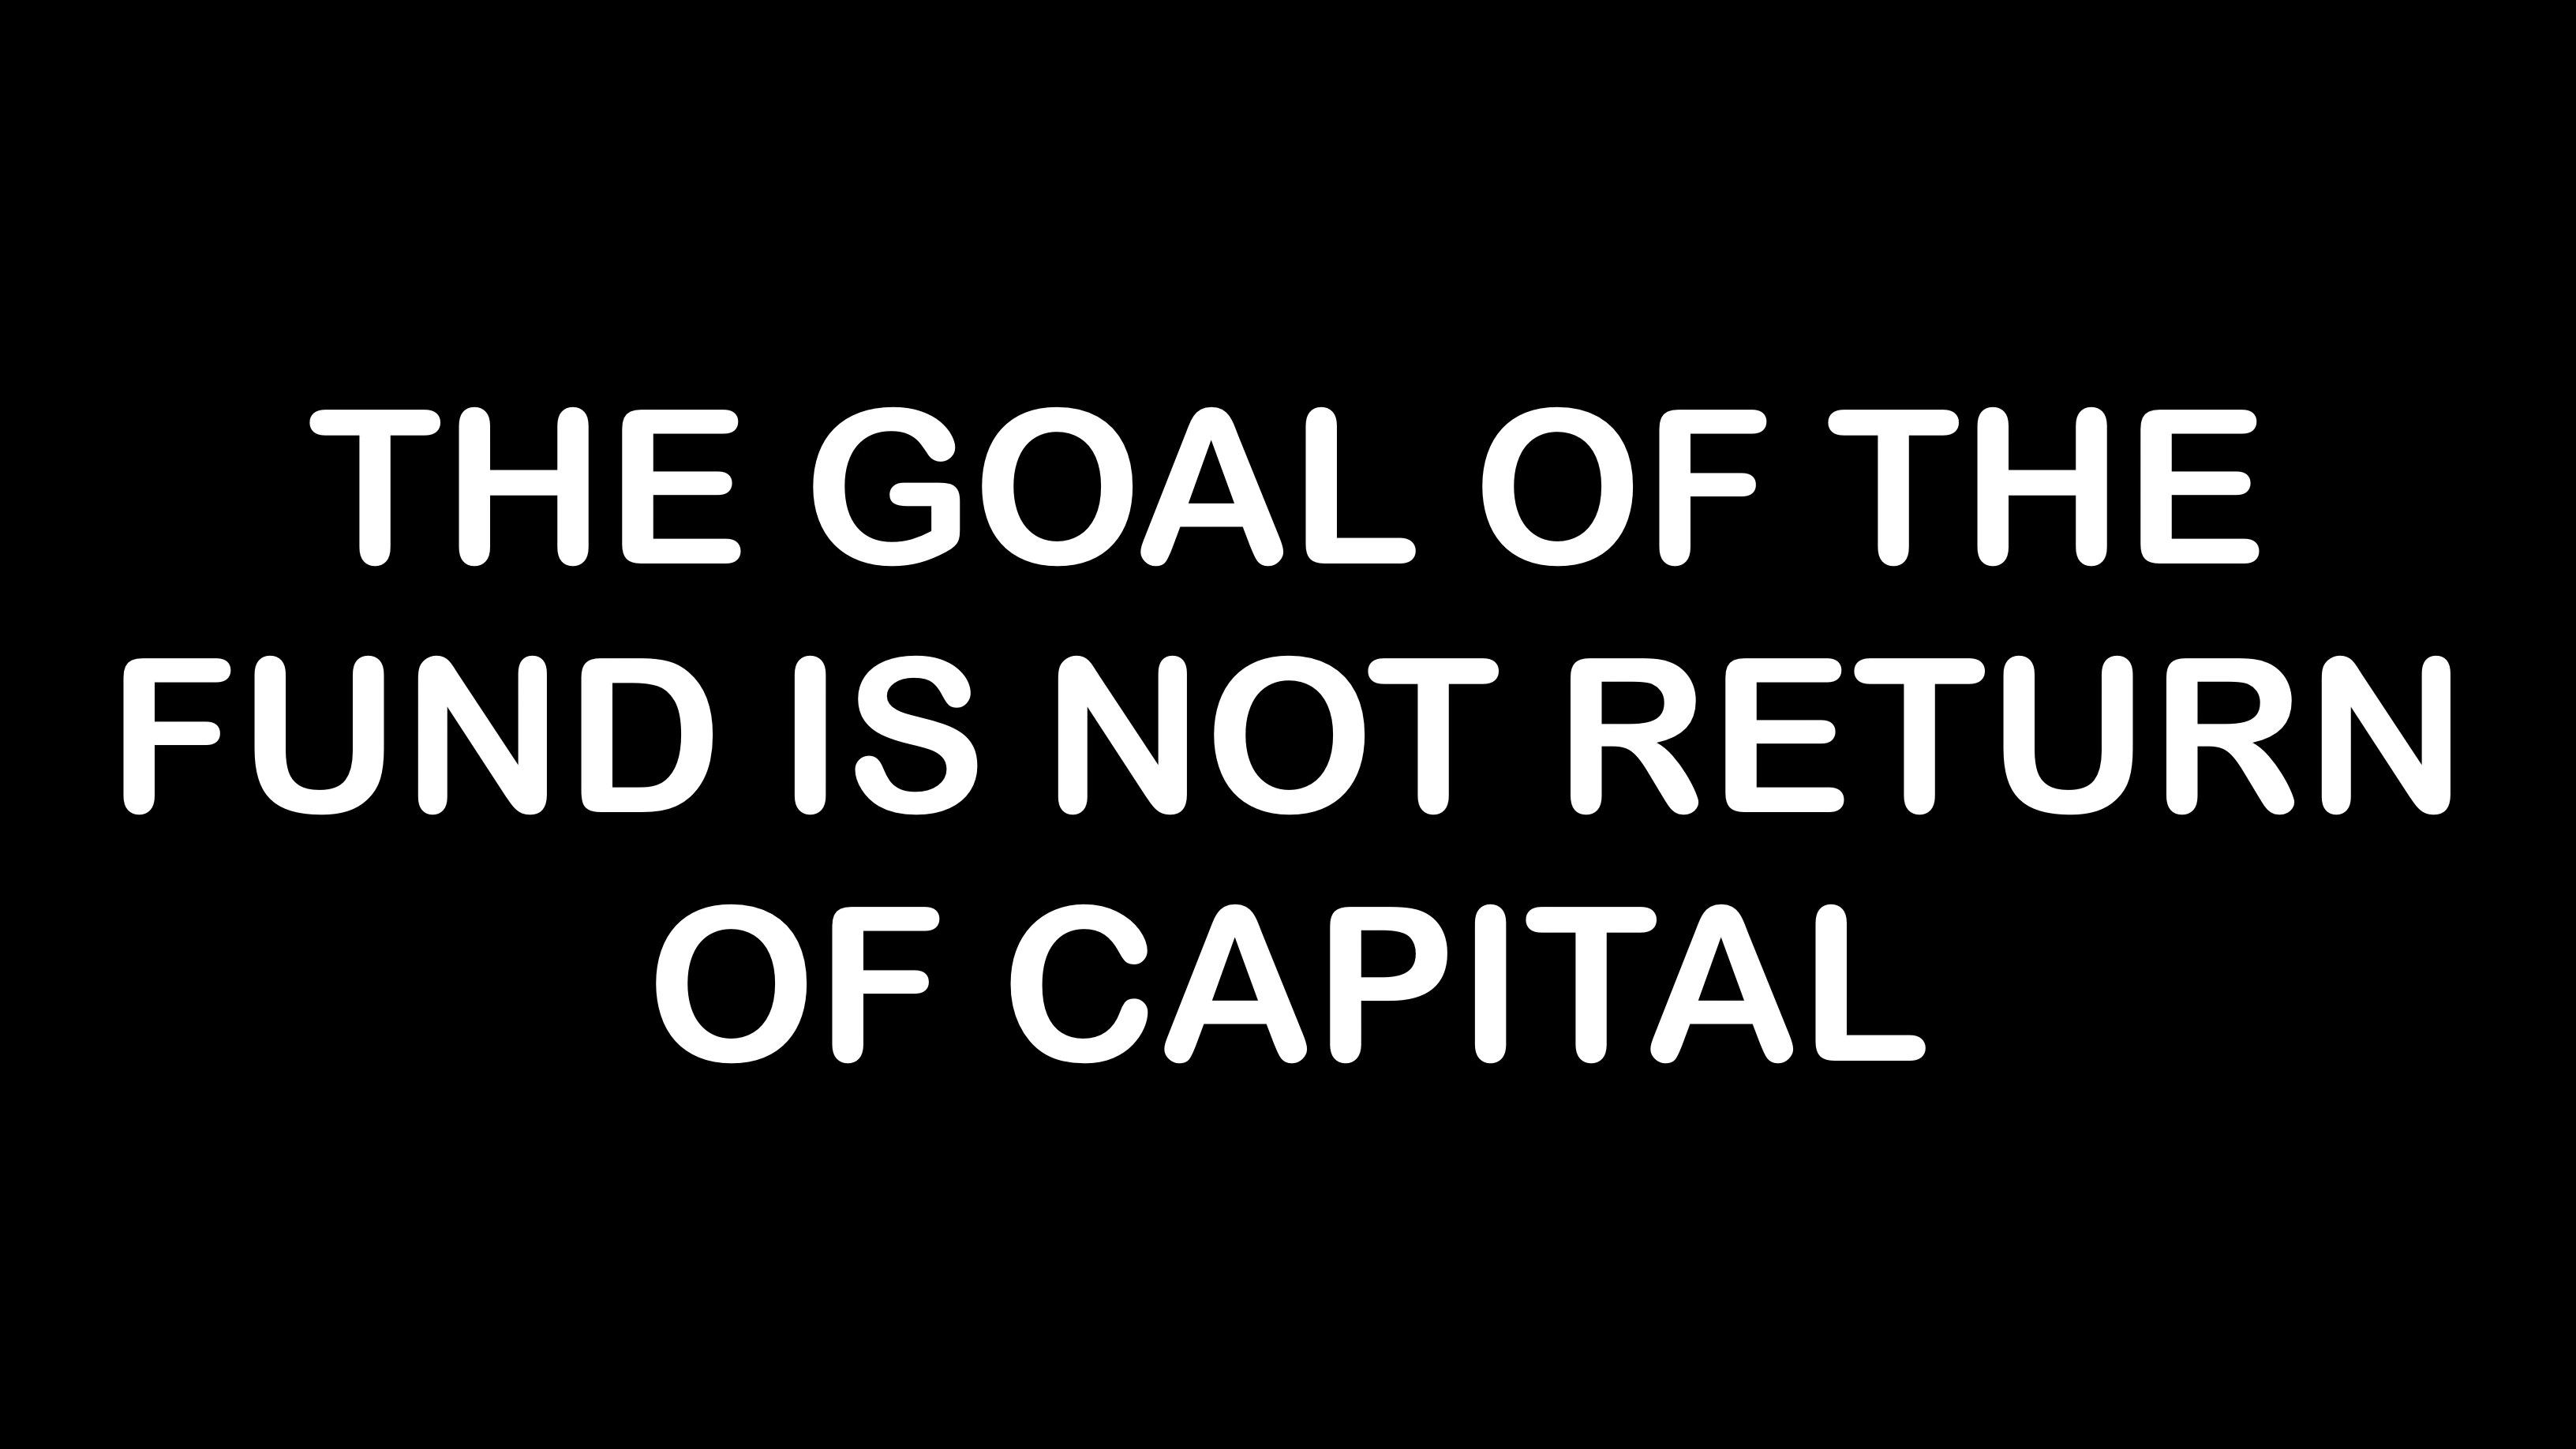 THE GOAL OF THE
FUND IS NOT RETURN
OF CAPITAL